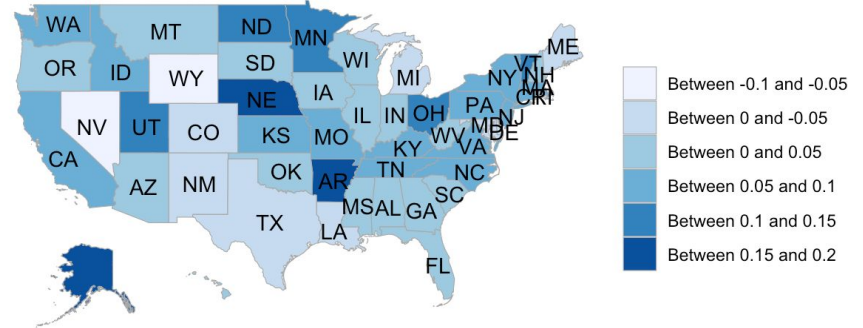 WA
MT
ND
MN
ME
OR
ID
WY
SD
WI
MI
NY
VT
NH
MA
CT
RI
NV
UT
CO
NE
IA
IL
IN
OH
PA
NJ
MD
DE
WV
VA
CA
AZ
NM
KS
MO
KY
OK
AR
TN
NC
SC
TX
LA
MS
AL
GA
FL
Between -0.1 and -0.05
Between 0 and -0.05
Between 0 and 0.05
Between 0.05 and 0.1
Between 0.1 and 0.15
Between 0.15 and 0.2